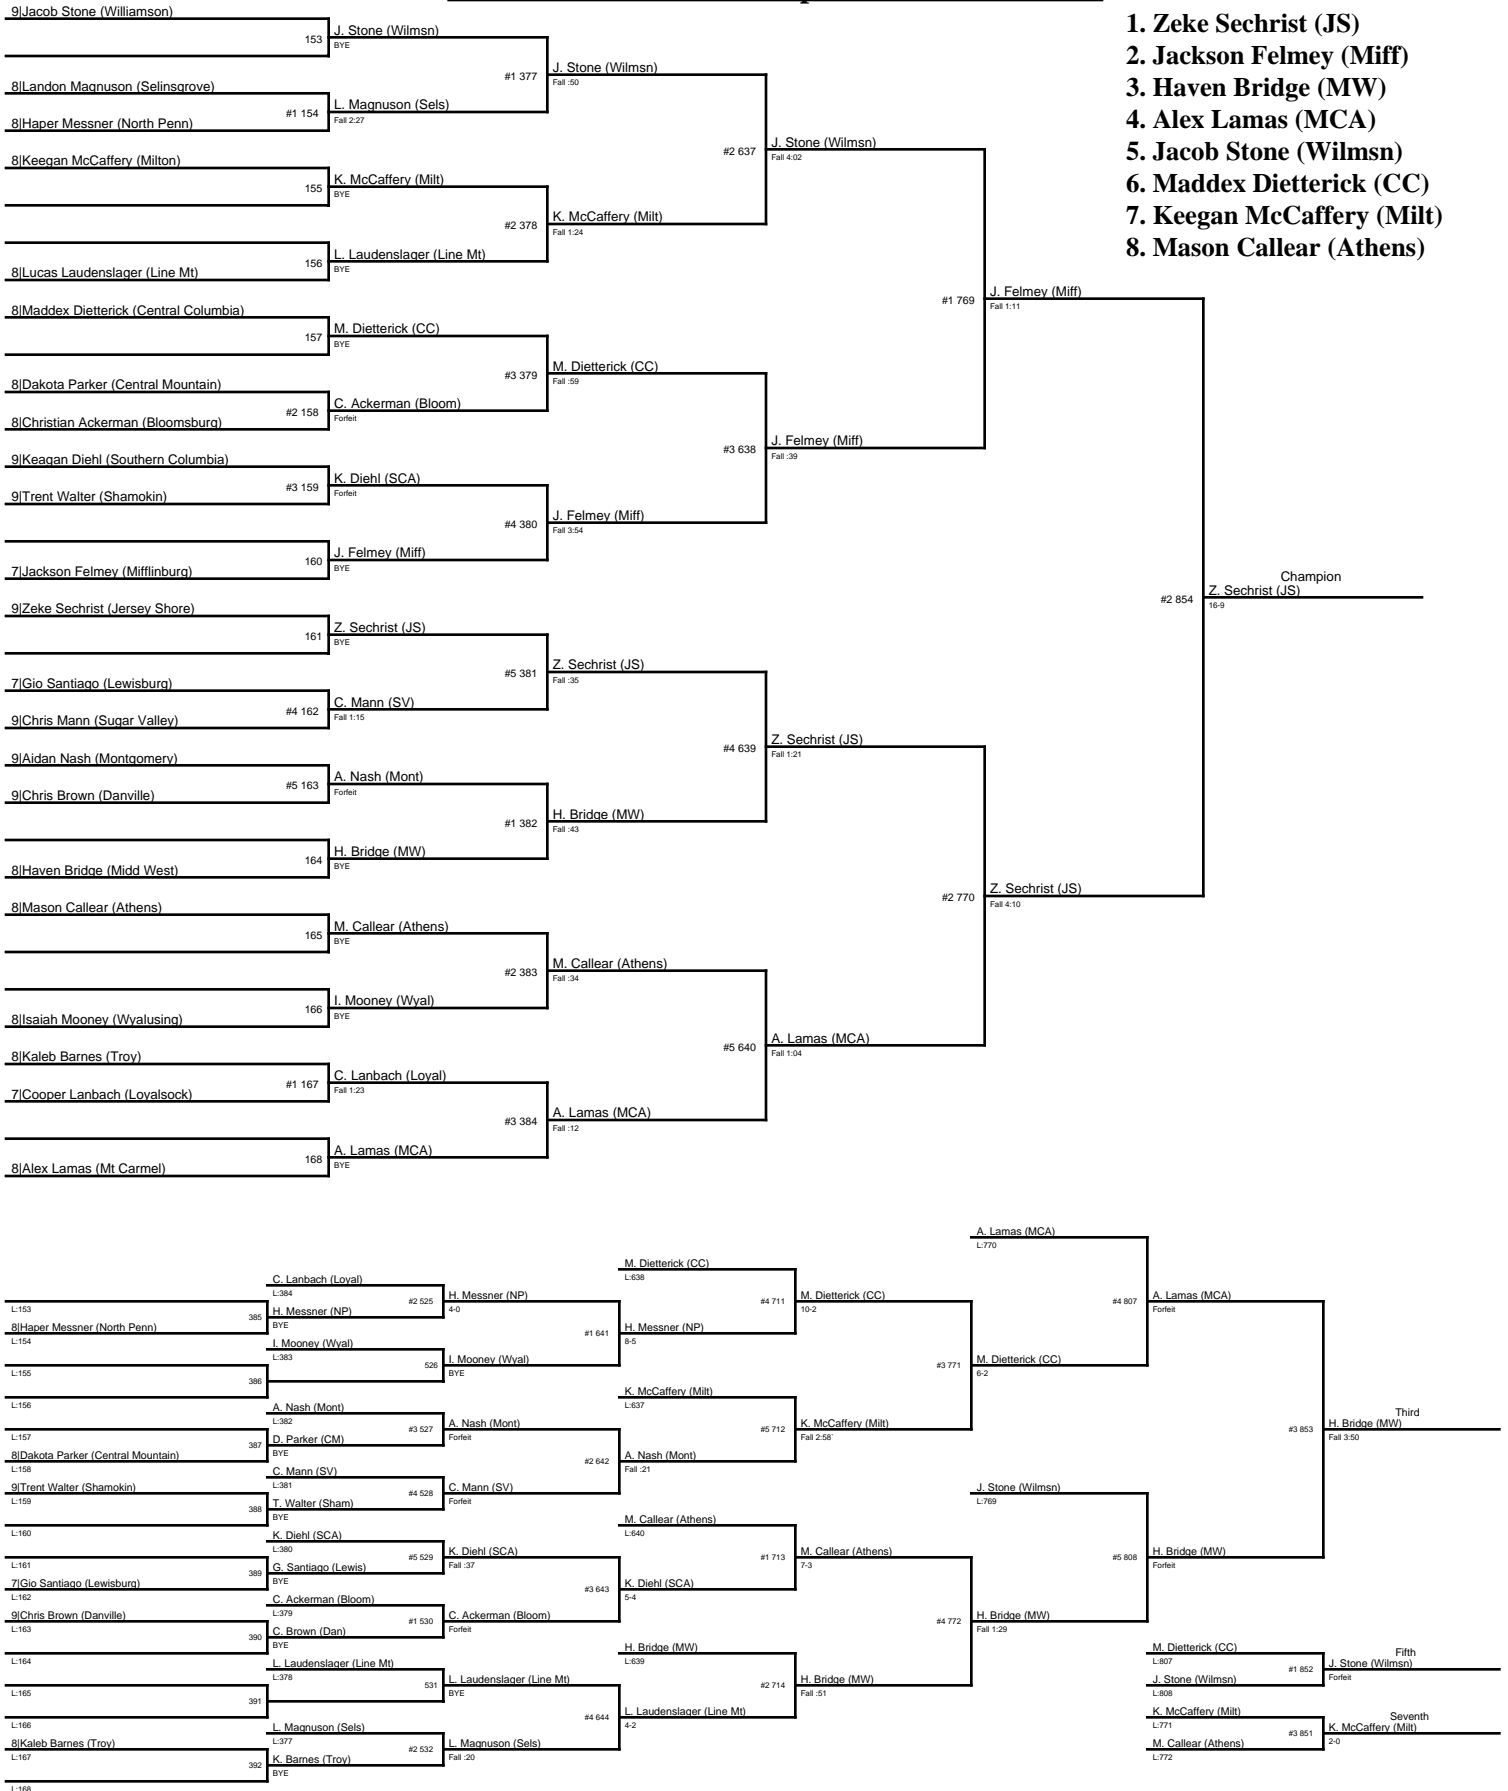 1. Zeke Sechrist (JS)
2. Jackson Felmey (Miff)
3. Haven Bridge (MW)
4. Alex Lamas (MCA)
5. Jacob Stone (Wilmsn)
6. Maddex Dietterick (CC)
7. Keegan McCaffery (Milt)
8. Mason Callear (Athens)
9|Jacob Stone (Williamson)
153
8|Landon Magnuson (Selinsgrove)
#1 154
8|Haper Messner (North Penn)
8|Keegan McCaffery (Milton)
155
156
8|Lucas Laudenslager (Line Mt)
8|Maddex Dietterick (Central Columbia)
157
8|Dakota Parker (Central Mountain)
#2 158
8|Christian Ackerman (Bloomsburg)
9|Keagan Diehl (Southern Columbia)
#3 159
9|Trent Walter (Shamokin)
160
7|Jackson Felmey (Mifflinburg)
9|Zeke Sechrist (Jersey Shore)
161
7|Gio Santiago (Lewisburg)
#4 162
9|Chris Mann (Sugar Valley)
9|Aidan Nash (Montgomery)
#5 163
9|Chris Brown (Danville)
164
8|Haven Bridge (Midd West)
8|Mason Callear (Athens)
165
166
8|Isaiah Mooney (Wyalusing)
8|Kaleb Barnes (Troy)
#1 167
7|Cooper Lanbach (Loyalsock)
168
8|Alex Lamas (Mt Carmel)
J. Stone (Wilmsn)
BYE
#1 377
L. Magnuson (Sels)
Fall 2:27
K. McCaffery (Milt)
BYE
#2 378
L. Laudenslager (Line Mt)
BYE
M. Dietterick (CC)
BYE
#3 379
C. Ackerman (Bloom)
Forfeit
K. Diehl (SCA)
Forfeit
#4 380
J. Felmey (Miff)
BYE
Z. Sechrist (JS)
BYE
#5 381
C. Mann (SV)
Fall 1:15
A. Nash (Mont)
Forfeit
#1 382
H. Bridge (MW)
BYE
M. Callear (Athens)
BYE
#2 383
I. Mooney (Wyal)
BYE
C. Lanbach (Loyal)
Fall 1:23
#3 384
A. Lamas (MCA)
BYE
J. Stone (Wilmsn)
Fall :50
#2 637
K. McCaffery (Milt)
Fall 1:24
M. Dietterick (CC)
Fall :59
#3 638
J. Felmey (Miff)
Fall 3:54
Z. Sechrist (JS)
Fall :35
#4 639
H. Bridge (MW)
Fall :43
M. Callear (Athens)
Fall :34
#5 640
A. Lamas (MCA)
Fall :12
J. Stone (Wilmsn)
Fall 4:02
#1 769
J. Felmey (Miff)
Fall :39
Z. Sechrist (JS)
Fall 1:21
#2 770
A. Lamas (MCA)
Fall 1:04
J. Felmey (Miff)
Fall 1:11
#2 854
Z. Sechrist (JS)
Fall 4:10
Champion
Z. Sechrist (JS)
16-9
L:153
385
8|Haper Messner (North Penn)
L:154
L:155
386
L:156
L:157
387
8|Dakota Parker (Central Mountain)
L:158
9|Trent Walter (Shamokin)
L:159
388
L:160
L:161
389
7|Gio Santiago (Lewisburg)
L:162
9|Chris Brown (Danville)
L:163
390
L:164
L:165
391
L:166
8|Kaleb Barnes (Troy)
L:167
392
L:168
C. Lanbach (Loyal)
L:384
#2 525
H. Messner (NP)
BYE
I. Mooney (Wyal)
L:383
526
A. Nash (Mont)
L:382
#3 527
D. Parker (CM)
BYE
C. Mann (SV)
L:381
#4 528
T. Walter (Sham)
BYE
K. Diehl (SCA)
L:380
#5 529
G. Santiago (Lewis)
BYE
C. Ackerman (Bloom)
L:379
#1 530
C. Brown (Dan)
BYE
L. Laudenslager (Line Mt)
L:378
531
L. Magnuson (Sels)
L:377
#2 532
K. Barnes (Troy)
BYE
H. Messner (NP)
4-0
#1 641
I. Mooney (Wyal)
BYE
A. Nash (Mont)
Forfeit
#2 642
C. Mann (SV)
Forfeit
K. Diehl (SCA)
Fall :37
#3 643
C. Ackerman (Bloom)
Forfeit
L. Laudenslager (Line Mt)
BYE
#4 644
L. Magnuson (Sels)
Fall :20
M. Dietterick (CC)
L:638
#4 711
H. Messner (NP)
8-5
K. McCaffery (Milt)
L:637
#5 712
A. Nash (Mont)
Fall :21
M. Callear (Athens)
L:640
#1 713
K. Diehl (SCA)
5-4
H. Bridge (MW)
L:639
#2 714
L. Laudenslager (Line Mt)
4-2
M. Dietterick (CC)
10-2
#3 771
K. McCaffery (Milt)
Fall 2:58`
M. Callear (Athens)
7-3
#4 772
H. Bridge (MW)
Fall :51
A. Lamas (MCA)
L:770
#4 807
M. Dietterick (CC)
6-2
J. Stone (Wilmsn)
L:769
#5 808
H. Bridge (MW)
Fall 1:29
A. Lamas (MCA)
Forfeit
#3 853
H. Bridge (MW)
Forfeit
Third
H. Bridge (MW)
Fall 3:50
M. Dietterick (CC)
L:807
#1 852
J. Stone (Wilmsn)
L:808
Fifth
J. Stone (Wilmsn)
Forfeit
K. McCaffery (Milt)
L:771
#3 851
M. Callear (Athens)
L:772
Seventh
K. McCaffery (Milt)
2-0